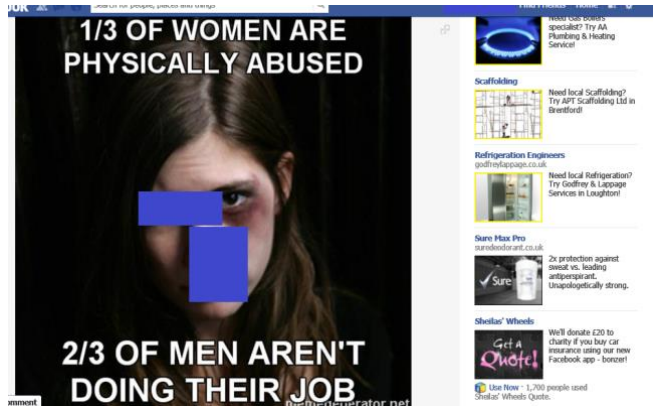 Search for people, places and things
Find Friends Home
1/3 OF WOMEN ARE
PHYSICALLY ABUSED
2/3 OF MEN AREN'T
DOING THEIR JOB
memegenerator.net
omment
Need Gas Boilers
specialist? Try AA
Plumbing & Heating
Service!
Scaffolding
Need local Scaffolding?
Try APT Scaffolding Ltd in
Brentford!
Refrigeration Engineers
godfreylappage.co.uk
Need local Refrigeration?
Try Godfrey & Lappage
Services in Loughton!
Sure Max Pro
suredeodorant.co.uk
Sure
2x protection against
sweat vs. leading
antiperspirant.
Unapologetically strong.
Sheilas' Wheels
Get A
Quote!
We'll donate £20 to
charity if you buy car
insurance using our new
Facebook app - bonzer!
Use Now · 1,700 people used
Sheilas' Wheels Quote.